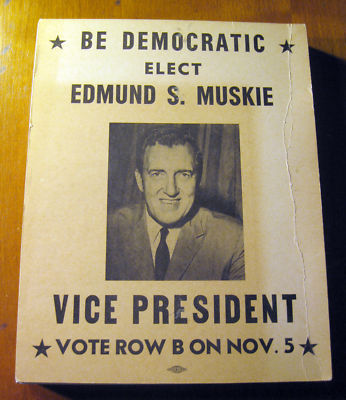 ★ BE DEMOCRATIC ★
ELECT
EDMUND S. MUSKIE
VICE PRESIDENT
★ VOTE ROW B ON NOV. 5 ★